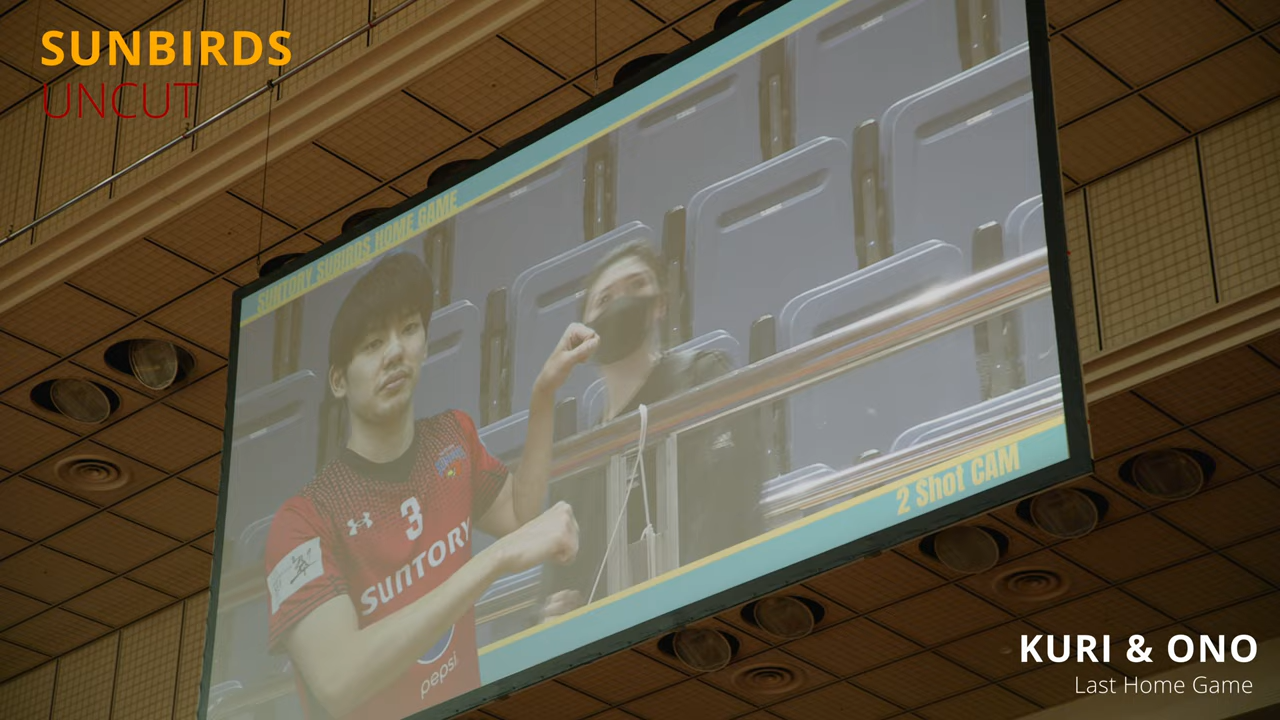 SUNBIRDS
UNCUT
SUNTORY SUNBIRDS HOME GAME
3
SUNTORY
pepsi
2 Shot CAM
KURI & ONO
Last Home Game